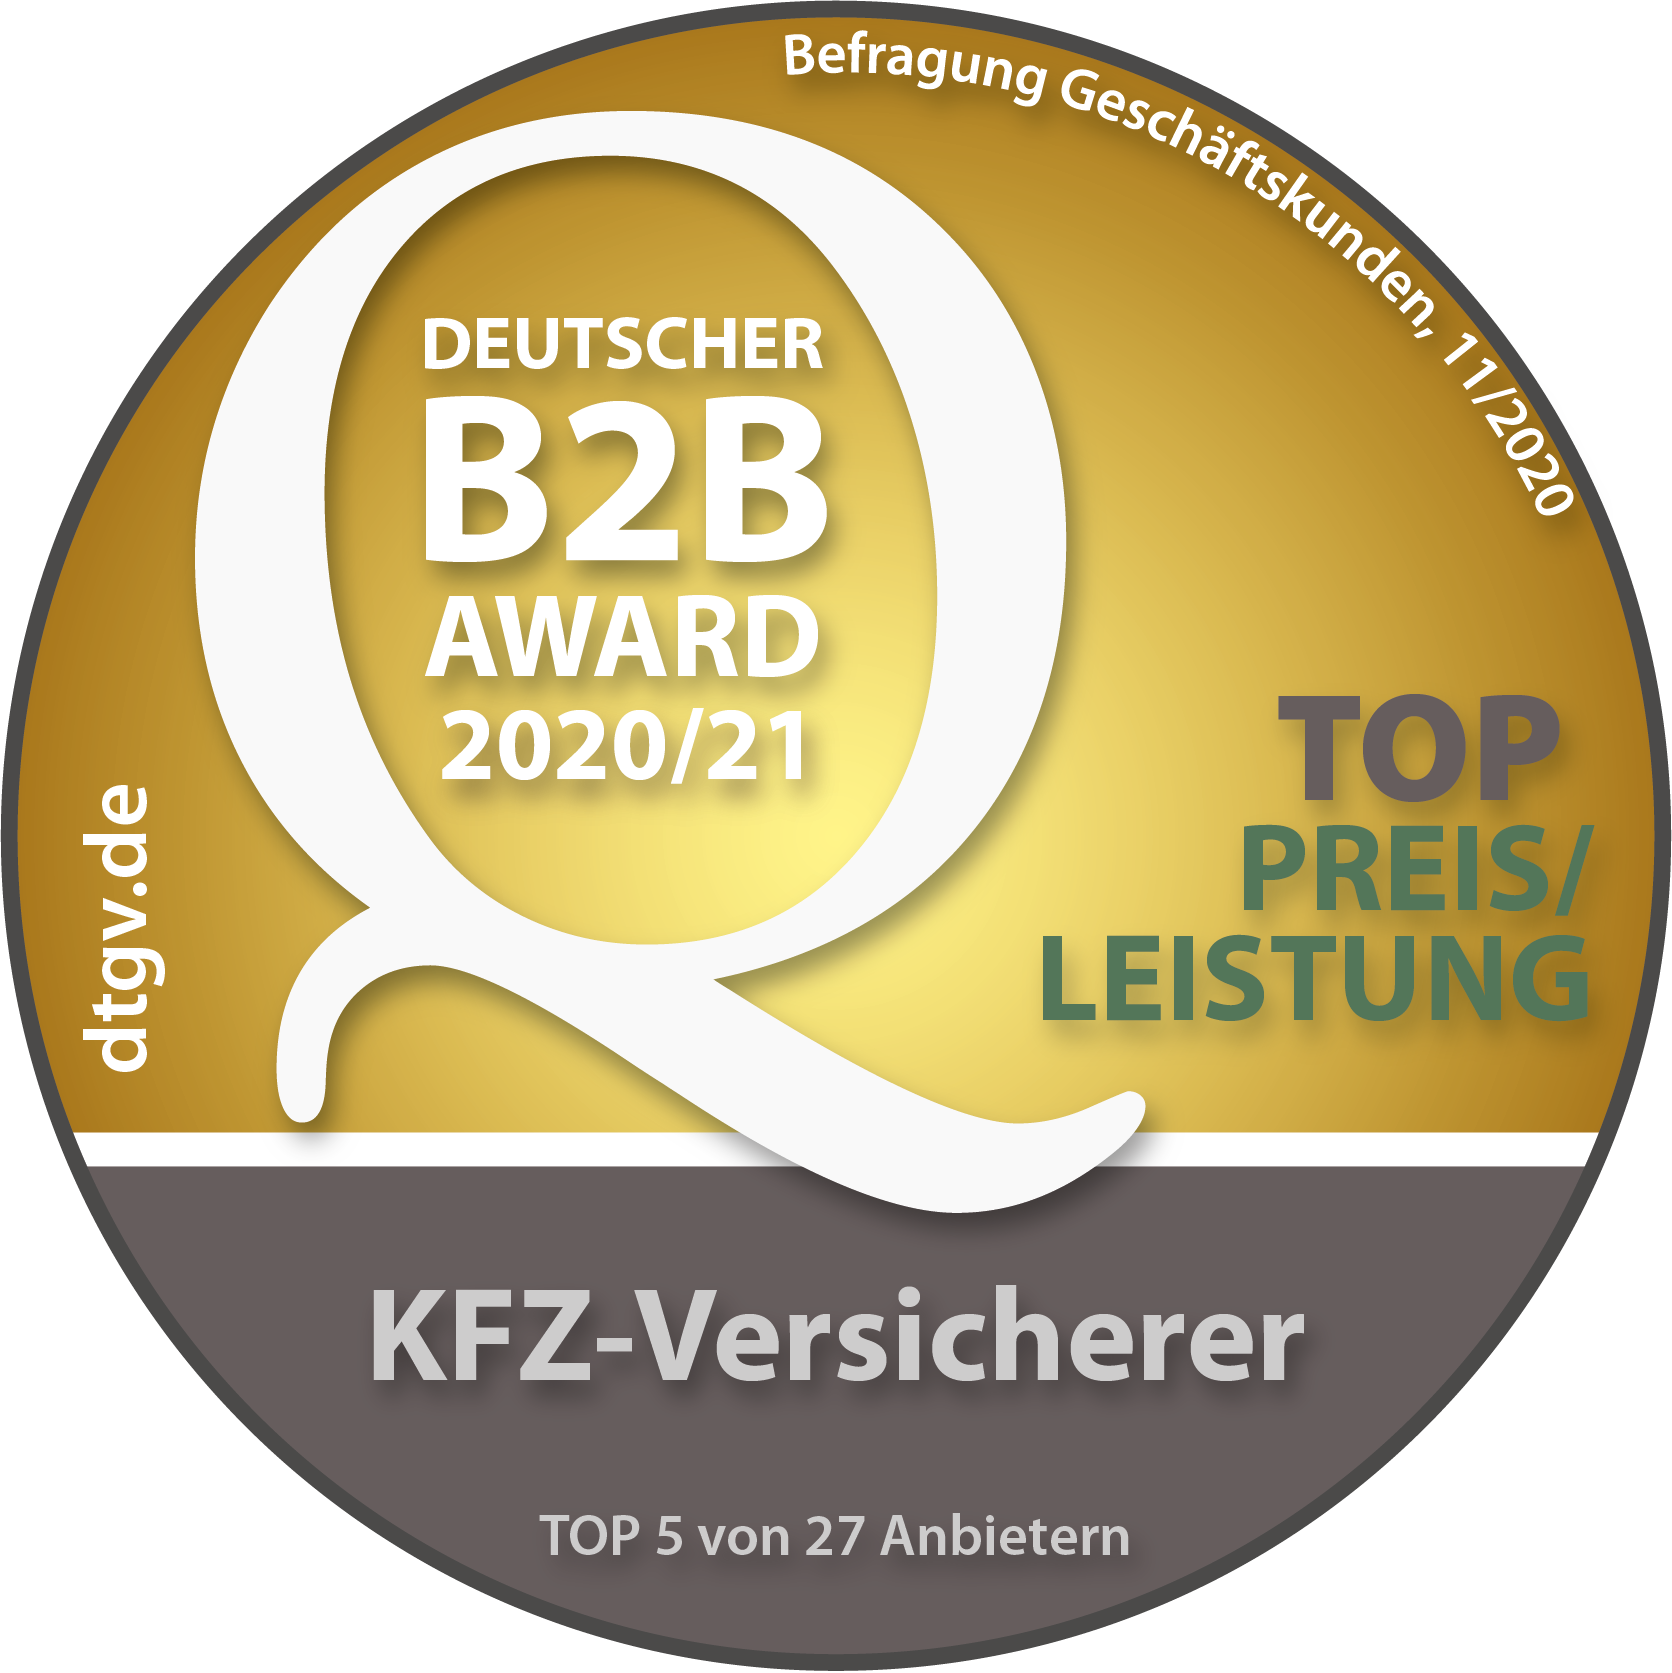 Befragung Geschäftskunden, 11/2020
DEUTSCHER
B2B
AWARD
2020/21
dtgv.de
TOP
PREIS/
LEISTUNG
KFZ-Versicherer
TOP 5 von 27 Anbietern